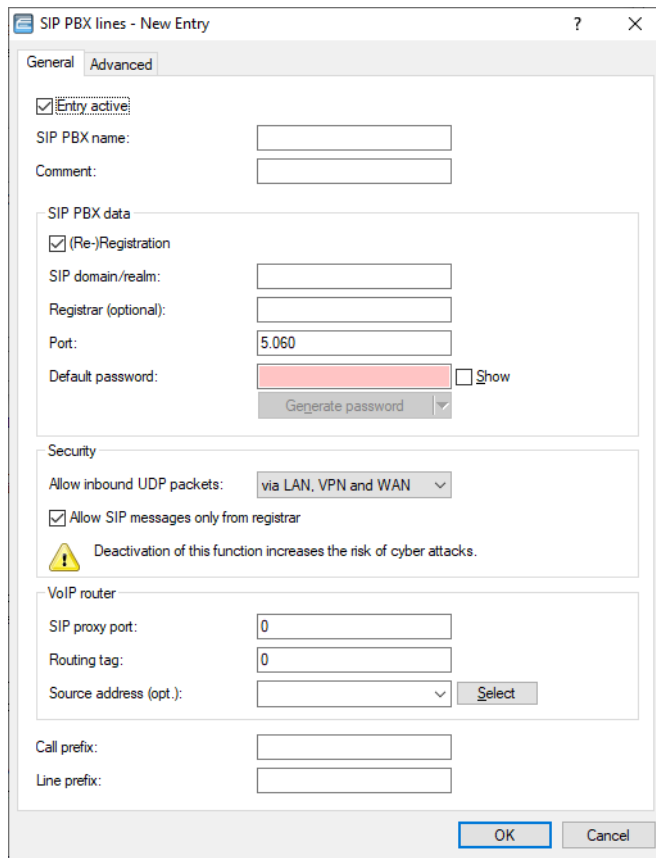 SIP PBX lines - New Entry
General Advanced
Entry active
SIP PBX name:
Comment:
SIP PBX data
(Re-)Registration
SIP domain/realm:
Registrar (optional):
Port: 5.060
Default password: Show
Generate password
Security
Allow inbound UDP packets: via LAN, VPN and WAN
Allow SIP messages only from registrar
Deactivation of this function increases the risk of cyber attacks.
VoIP router
SIP proxy port: 0
Routing tag: 0
Source address (opt.): Select
Call prefix:
Line prefix:
OK Cancel